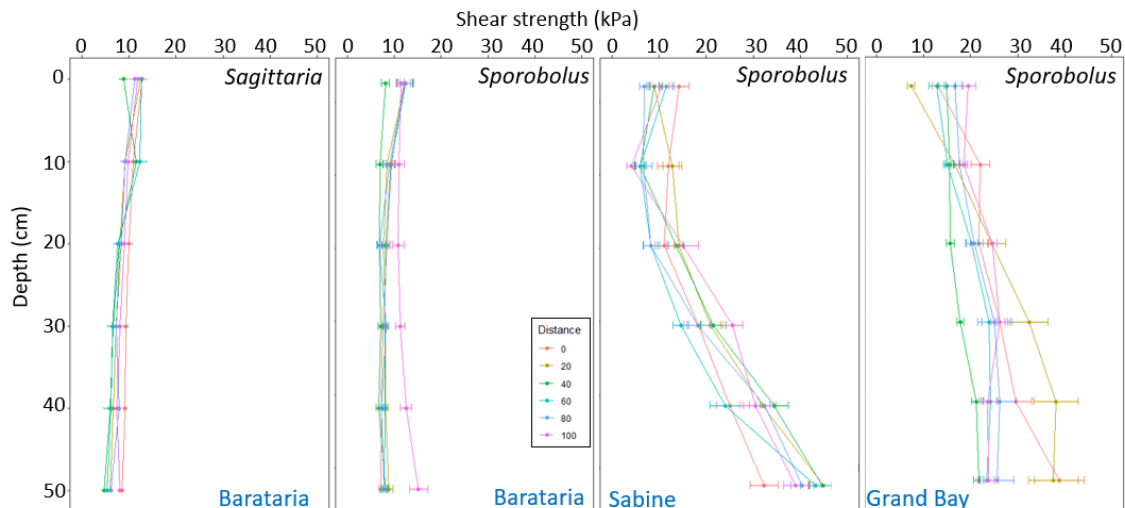 Shear strength (kPa)
0 10 20 30 40 50 0 10 20 30 40 50 0 10 20 30 40 50 0 10 20 30 40 50
Sagittaria Sporobolus Sporobolus Sporobolus
Depth (cm)
0
10
20
30
40
50
Distance
0
20
40
60
80
100
Barataria Barataria Sabine Grand Bay